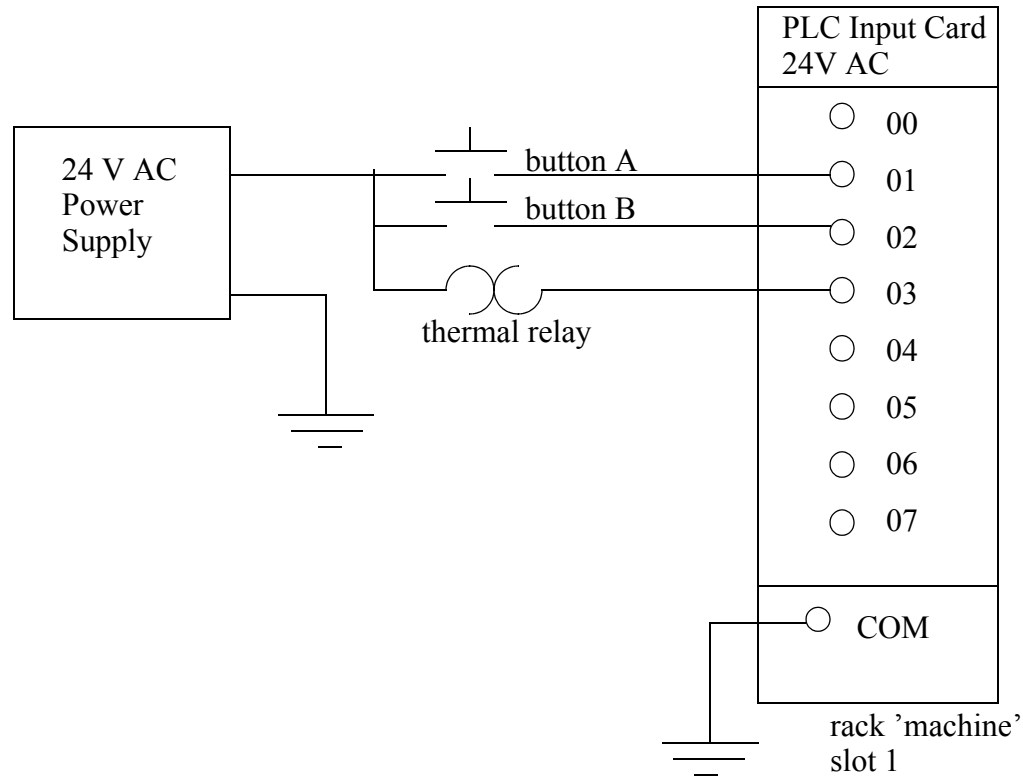 PLC Input Card
24V AC
24 V AC
Power
Supply
button A
button B
thermal relay
00
01
02
03
04
05
06
07
COM
rack ’machine’
slot 1